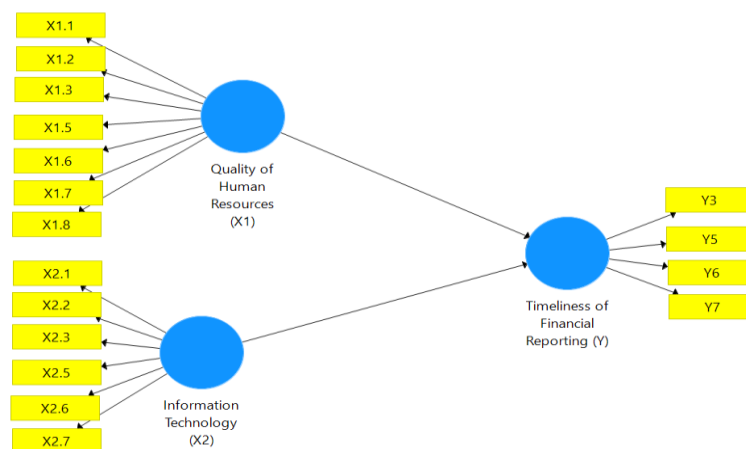 X1.1
X1.2
X1.3
X1.5
X1.6
X1.7
X1.8
Quality of
Human
Resources
(X1)
X2.1
X2.2
X2.3
X2.5
X2.6
X2.7
Information
Technology
(X2)
Y3
Y5
Y6
Y7
Timeliness of
Financial
Reporting (Y)